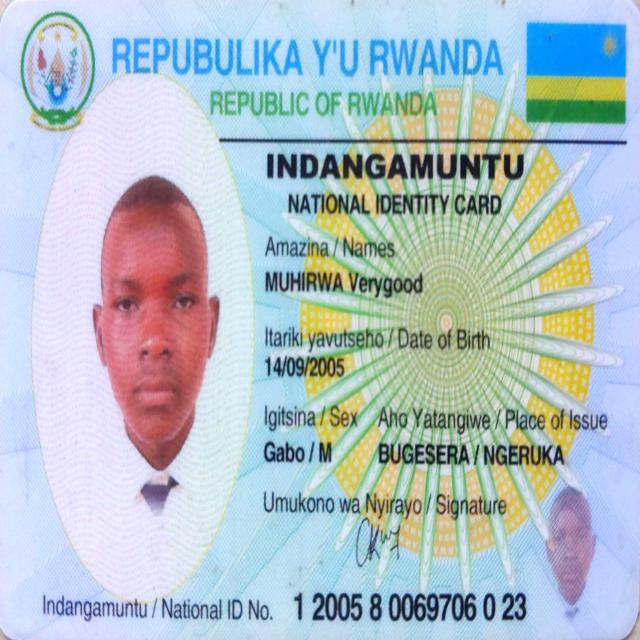 REPUBULIKA Y'U RWANDA
REPUBLIC OF RWANDA
INDANGAMUNTU
NATIONAL IDENTITY CARD
Amazina / Names
MUHIRWA Verygood
Itariki yavutseho / Date of Birth
14/09/2005
Igitsina / Sex Aho Yatangiwe / Place of Issue
Gabo / M BUGESERA / NGERUKA
Umukono wa Nyirayo / Signature
Indangamuntu / National ID No. 1 2005 8 0069706 0 23